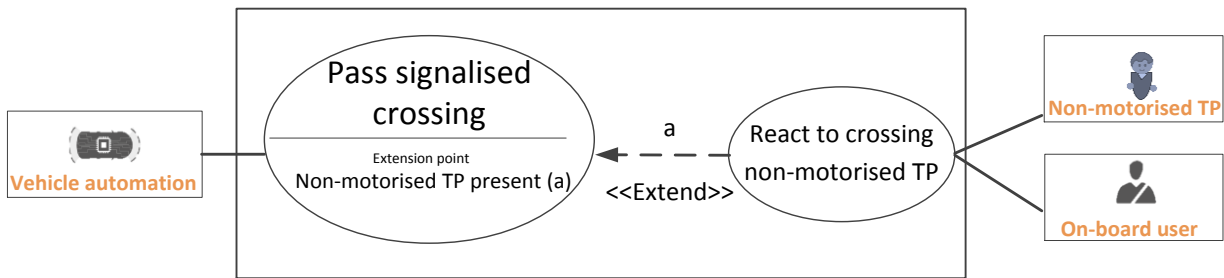 Vehicle automation
Pass signalised
crossing
Extension point
Non-motorised TP present (a)
a
<<Extend>>
React to crossing
non-motorised TP
Non-motorised TP
On-board user